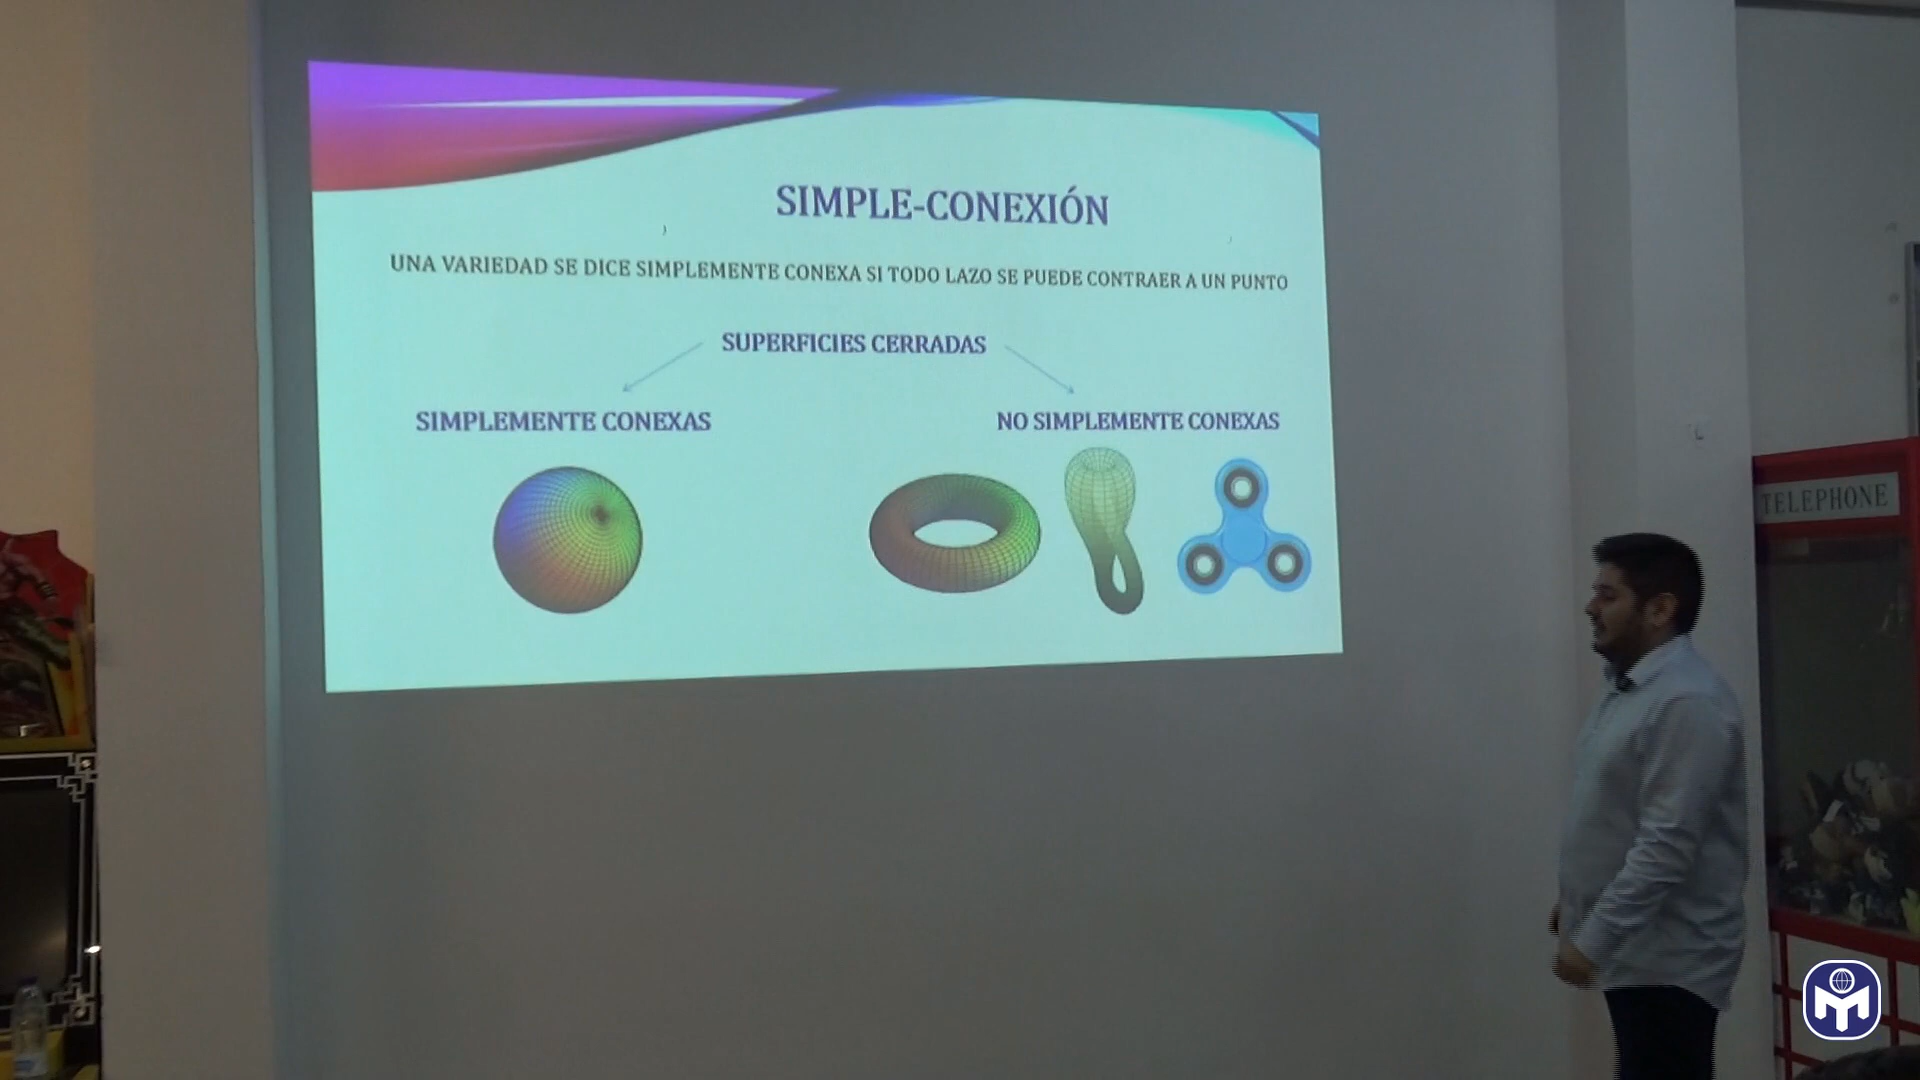 SIMPLE-CONEXIÓN
UNA VARIEDAD SE DICE SIMPLEMENTE CONEXA SI TODO LAZO SE PUEDE CONTRAER A UN PUNTO
SUPERFICIES CERRADAS
SIMPLEMENTE CONEXAS
NO SIMPLEMENTE CONEXAS
TELEPHONE